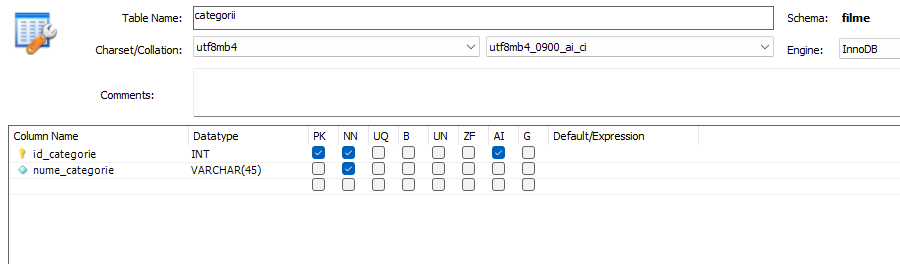 Table Name: categorii Schema: filme
Charset/Collation: utf8mb4 utf8mb4_0900_ai_ci Engine: InnoDB
Comments:
Column Name Datatype PK NN UQ B UN ZF AI G Default/Expression
id_categorie INT
nume_categorie VARCHAR(45)